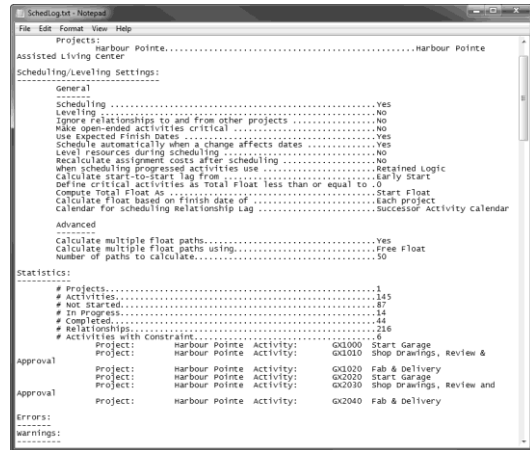 SchedLog.txt - Notepad
File Edit Format View Help
Projects:
Harbour Pointe................................................Harbour Pointe
Assisted Living Center
Scheduling/Leveling Settings:
-----------------------------
General
-------
Scheduling ..................................................Yes
Leveling ....................................................No
Ignore relationships to and from other projects .............No
Make open-ended activities critical .........................No
Use Expected Finish Dates ...................................Yes
Schedule automatically when a change affects dates ..........Yes
Level resources during scheduling ...........................No
Recalculate assignment costs after scheduling ...............No
When scheduling progressed activities use ...................Retained Logic
Calculate start-to-start lag from ...........................Early Start
Define critical activities as Total Float less than or equal to .0
Compute Total Float As ......................................Start Float
Calculate float based on finish date of .....................Each project
Calendar for scheduling Relationship Lag ....................Successor Activity Calendar
Advanced
--------
Calculate multiple float paths...............................Yes
Calculate multiple float paths using.........................Free Float
Number of paths to calculate.................................50
Statistics:
-----------
# Projects...................................................1
# Activities.................................................145
# Not Started................................................87
# In Progress................................................14
# Completed..................................................44
# Relationships..............................................216
# Activities with Constraint.................................6
Project: Harbour Pointe Activity: GX1000 Start Garage
Project: Harbour Pointe Activity: GX1010 Shop Drawings, Review &
Approval
Project: Harbour Pointe Activity: GX1020 Fab & Delivery
Project: Harbour Pointe Activity: GX2020 Start Garage
Project: Harbour Pointe Activity: GX2030 Shop Drawings, Review and
Approval
Project: Harbour Pointe Activity: GX2040 Fab & Delivery
Errors:
-------
Warnings:
---------